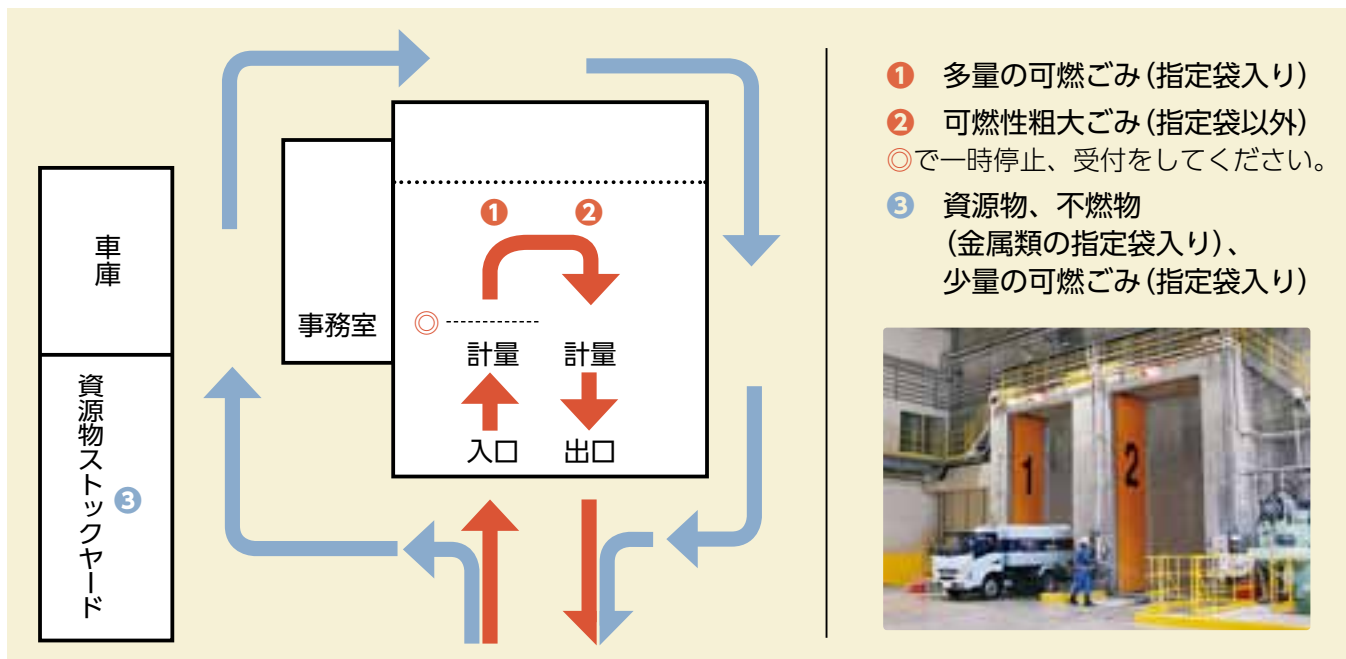 ❶ 多量の可燃ごみ(指定袋入り)
❷ 可燃性粗大ごみ(指定袋以外)
◎で一時停止、受付をしてください。
❸ 資源物、不燃物
(金属類の指定袋入り)、
少量の可燃ごみ(指定袋入り)
車庫
資源物ストックヤード
❸
事務室
❶ ❷
◎
計量 計量
入口 出口
1 2